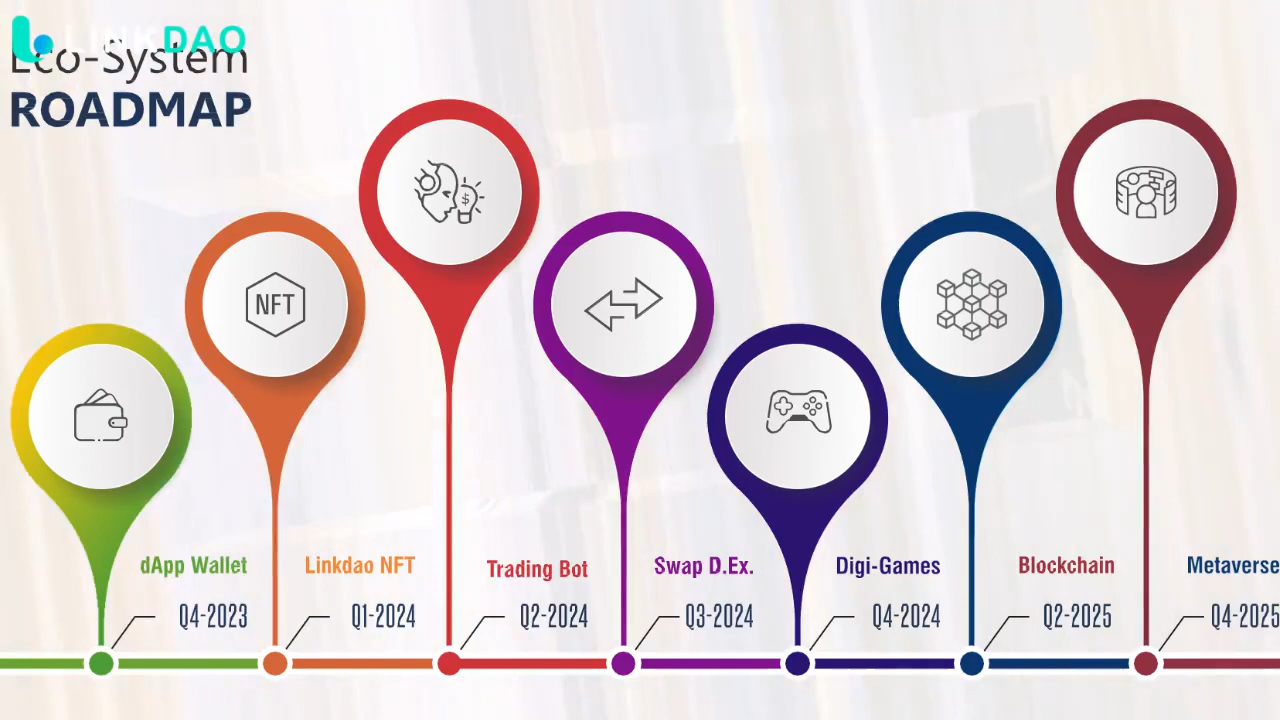 LINKDAO
Eco-System
ROADMAP
NFT
$
dApp Wallet
Q4-2023
Linkdao NFT
Q1-2024
Trading Bot
Q2-2024
Swap D.Ex.
Q3-2024
Digi-Games
Q4-2024
Blockchain
Q2-2025
Metaverse
Q4-2025